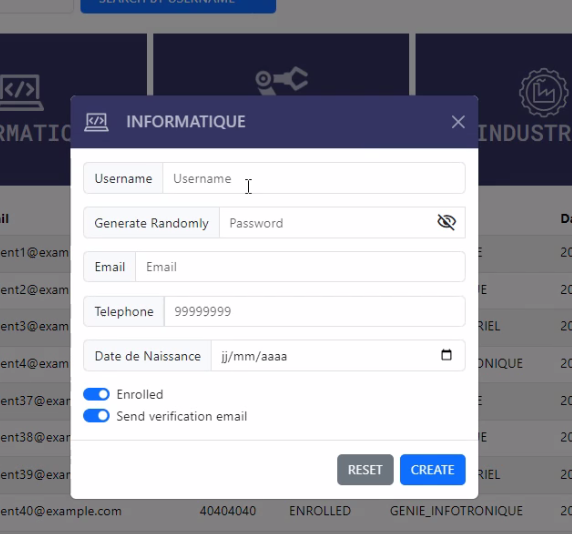 SEARCH BY USERNAME
RMATIC
INDUSTR
INFORMATIQUE
Username Username
Generate Randomly Password
Email Email
Telephone 99999999
Date de Naissance jj/mm/aaaa
Enrolled
Send verification email
RESET CREATE
il Da
ent1@exam E 20
ent2@exam UE 20
ent3@exam RIEL 20
ent4@exam ONIQUE 20
ent37@exam E 20
ent38@exam UE 20
ent39@exam RIEL 20
ent40@example.com 40404040 ENROLLED GENIE_INFOTRONIQUE 20